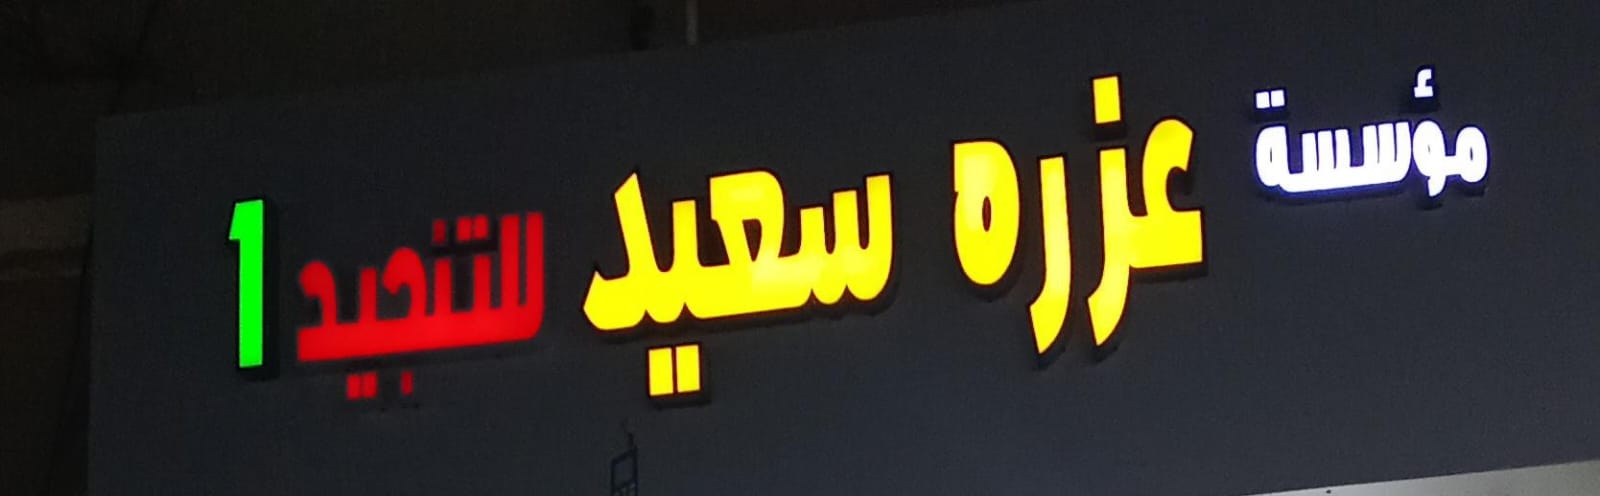 مؤسسة عزره سعيد للتنجيد 1